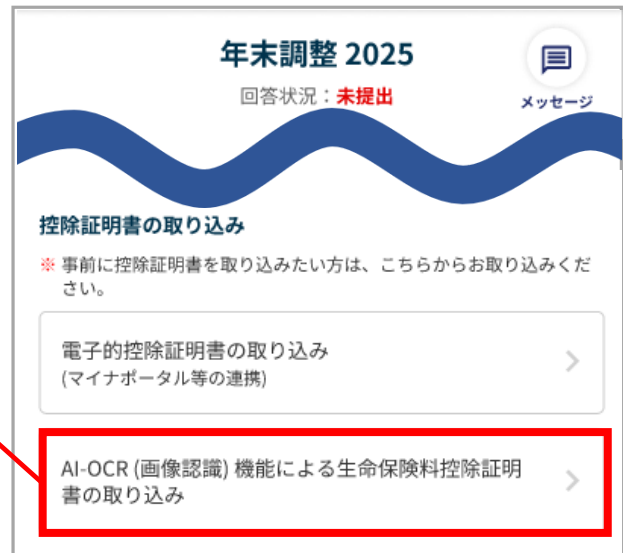 年末調整 2025
回答状況：未提出
メッセージ
控除証明書の取り込み
※ 事前に控除証明書を取り込みたい方は、こちらからお取り込みくだ
さい。
電子的控除証明書の取り込み
(マイナポータル等の連携)
AI-OCR (画像認識) 機能による生命保険料控除証明
書の取り込み